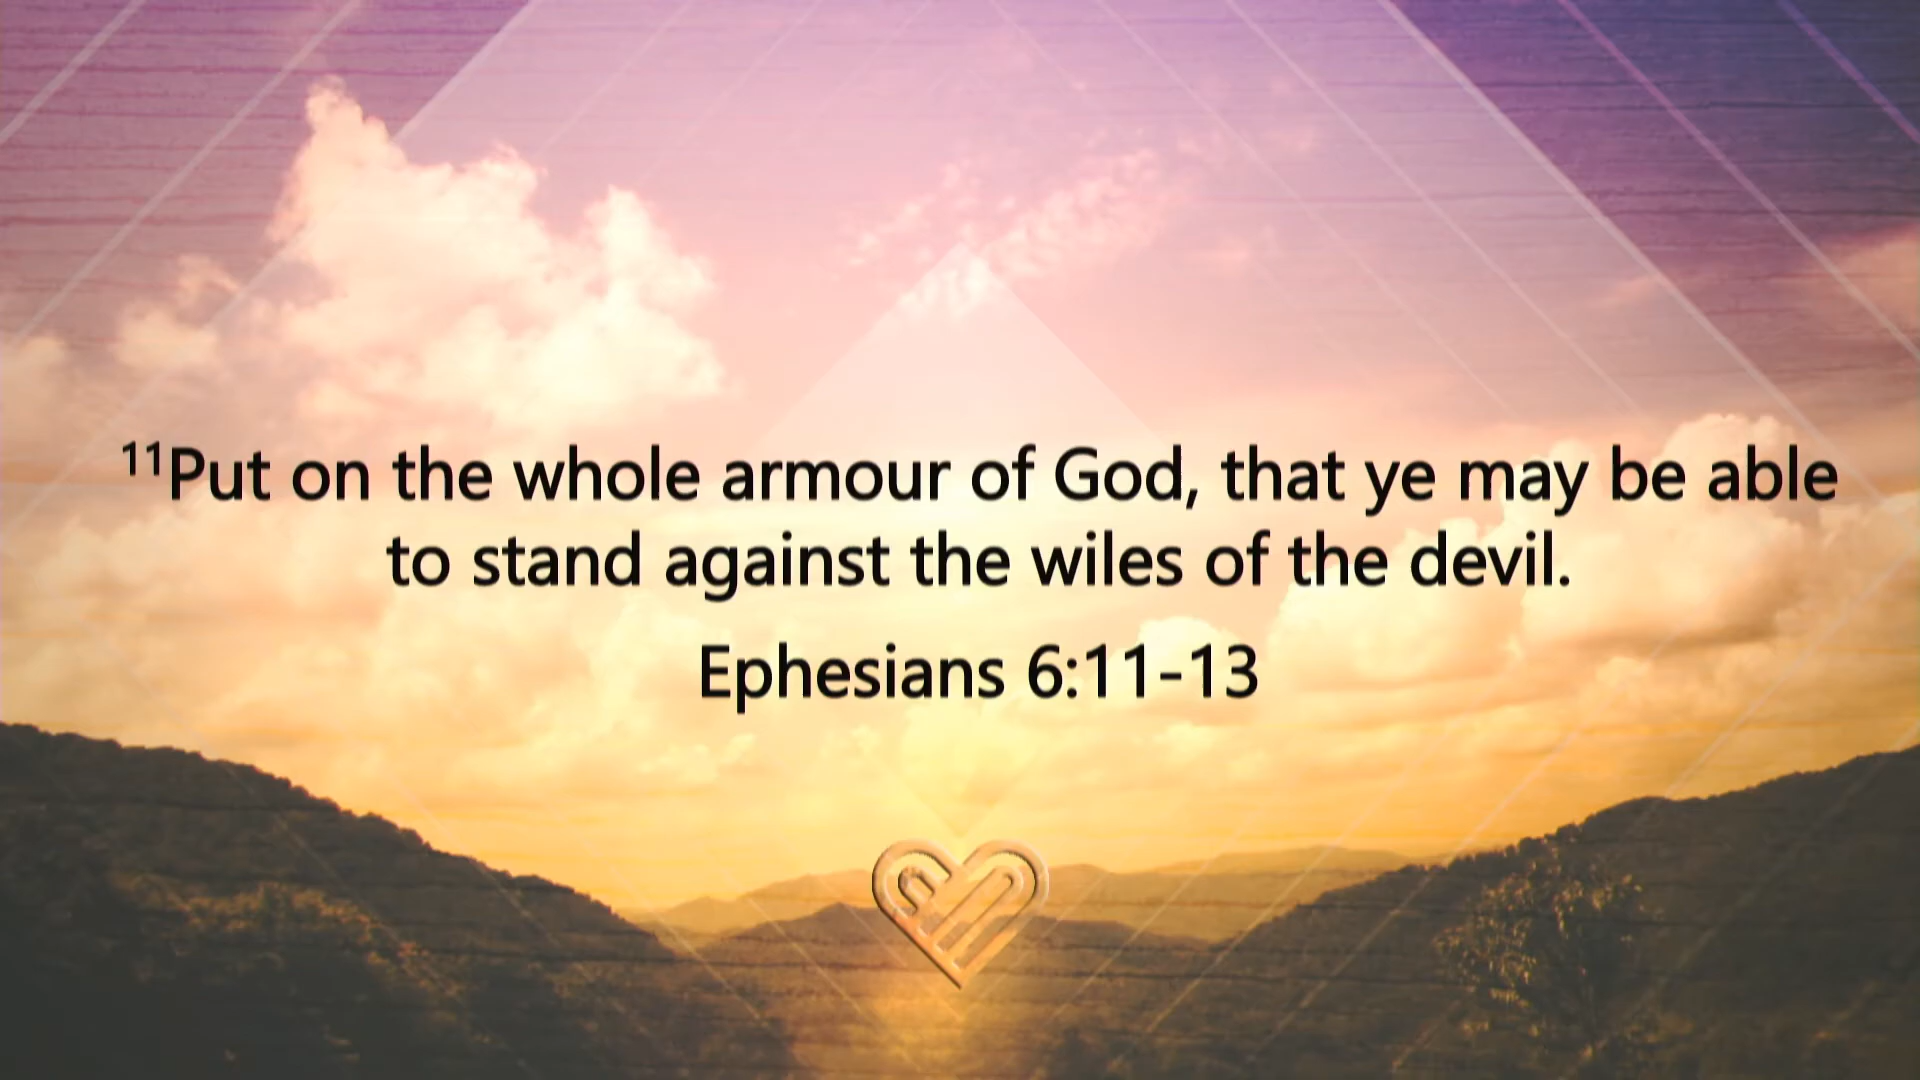 ¹¹Put on the whole armour of God, that ye may be able
to stand against the wiles of the devil.
Ephesians 6:11-13